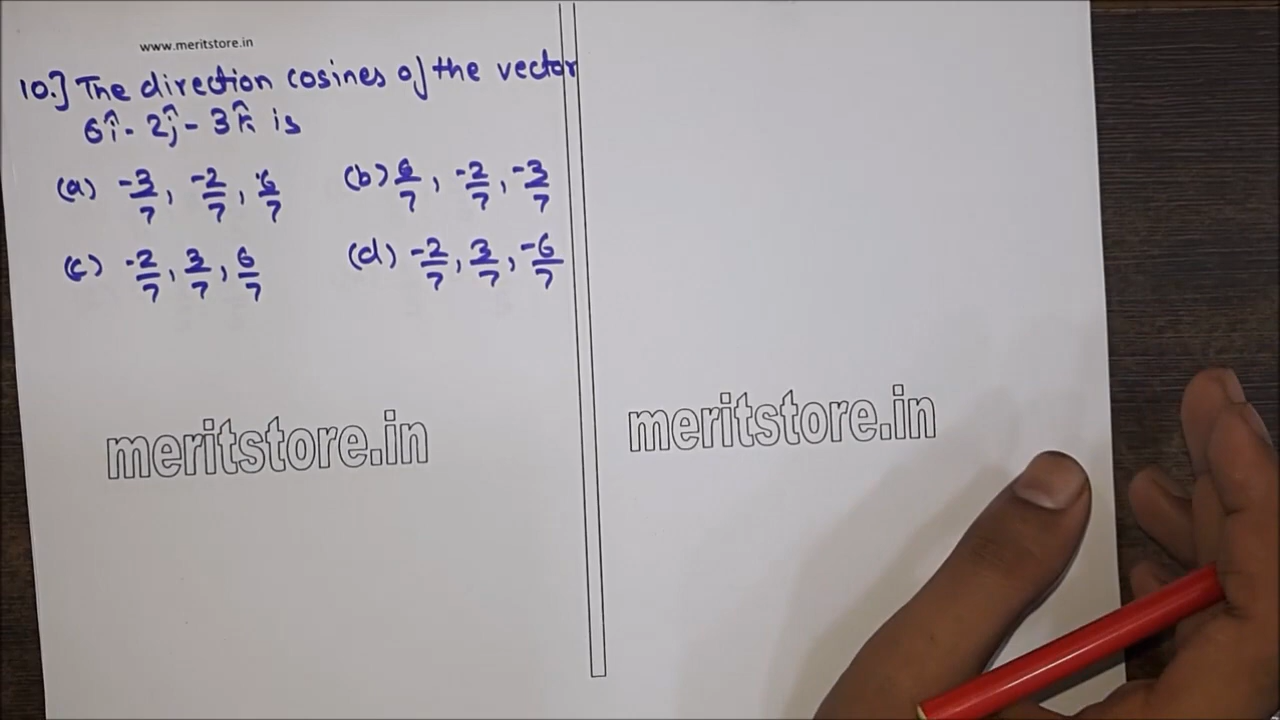 www.meritstore.in
10.] The direction cosines of the vector
6î - 2ĵ - 3k̂ is
(a) -3/7, -2/7, 6/7 (b) 6/7, -2/7, -3/7
(c) -2/7, 3/7, 6/7 (d) -2/7, 3/7, -6/7
meritstore.in meritstore.in